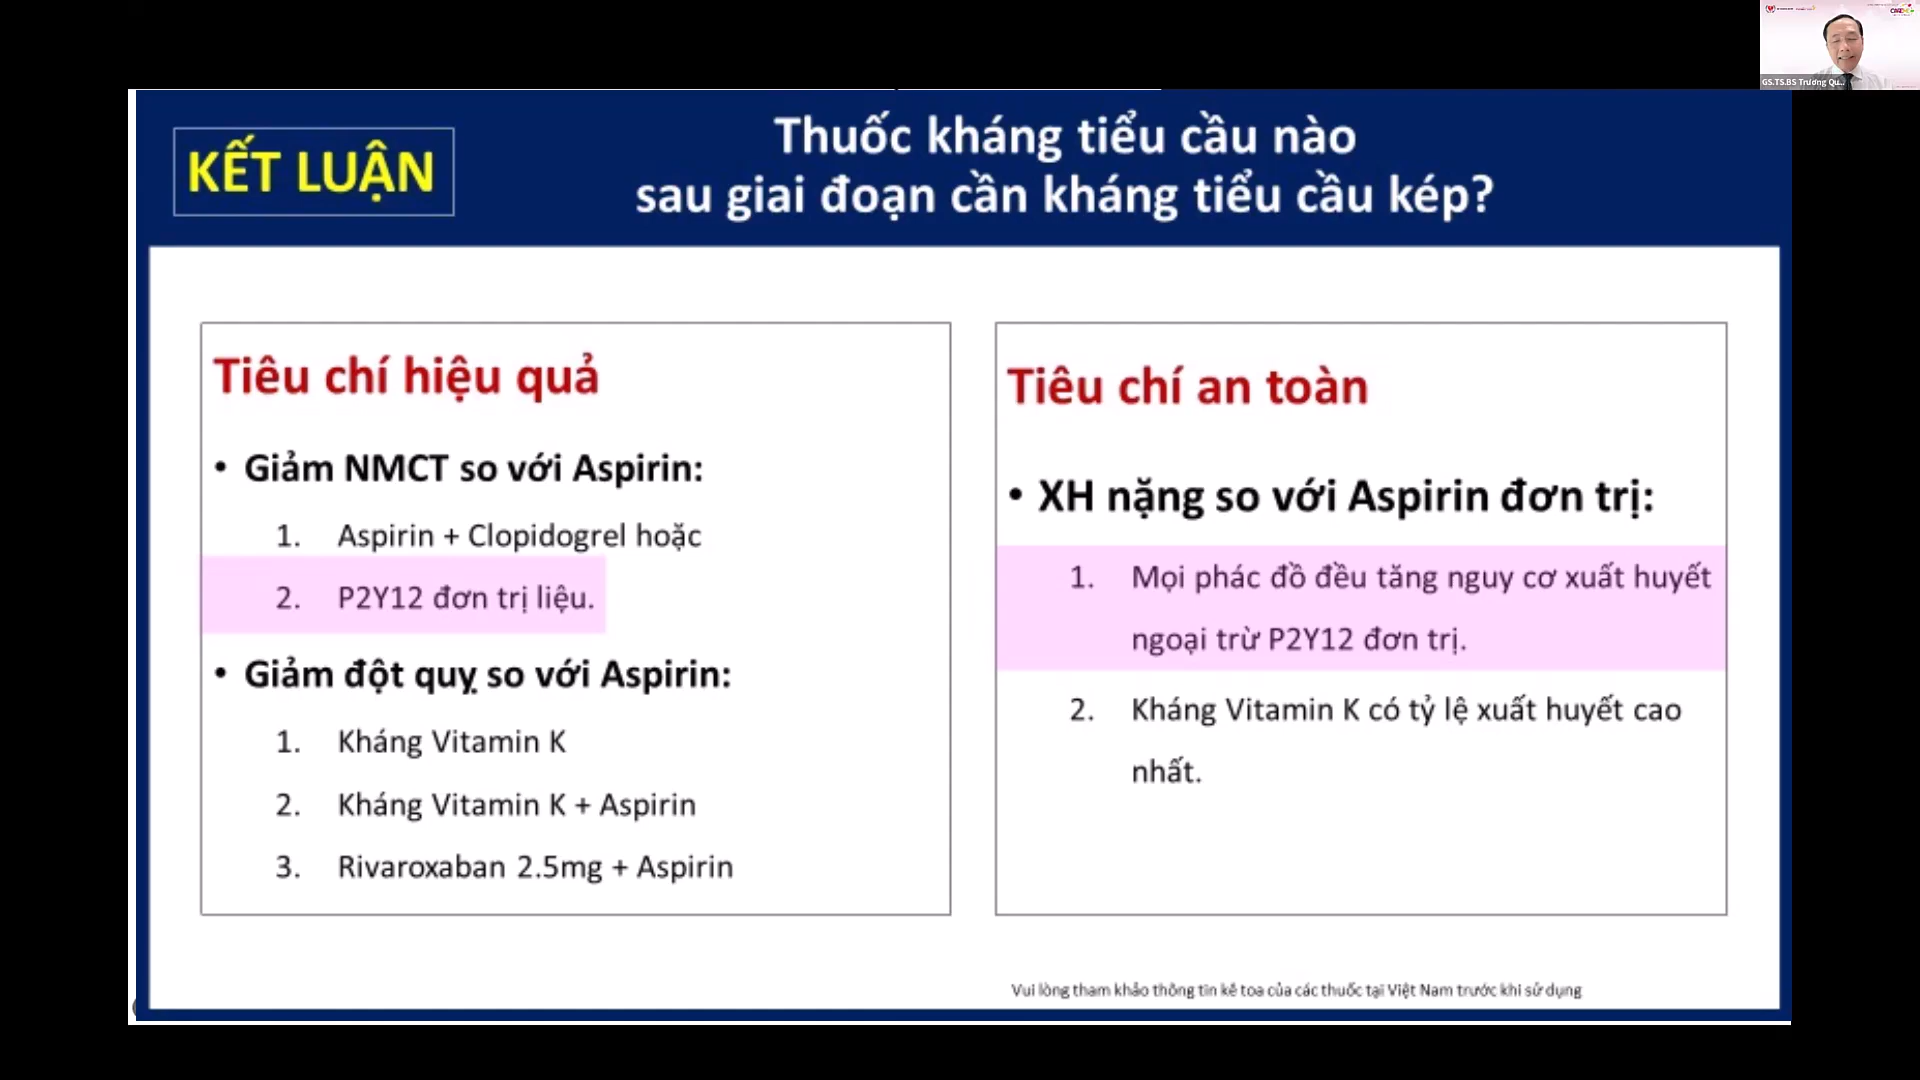 GS.TS.BS Trương Qu...
KẾT LUẬN
Thuốc kháng tiểu cầu nào
sau giai đoạn cần kháng tiểu cầu kép?
Tiêu chí hiệu quả
• Giảm NMCT so với Aspirin:
1. Aspirin + Clopidogrel hoặc
2. P2Y12 đơn trị liệu.
• Giảm đột quỵ so với Aspirin:
1. Kháng Vitamin K
2. Kháng Vitamin K + Aspirin
3. Rivaroxaban 2.5mg + Aspirin
Tiêu chí an toàn
• XH nặng so với Aspirin đơn trị:
1. Mọi phác đồ đều tăng nguy cơ xuất huyết
ngoại trừ P2Y12 đơn trị.
2. Kháng Vitamin K có tỷ lệ xuất huyết cao
nhất.
Vui lòng tham khảo thông tin kê toa của các thuốc tại Việt Nam trước khi sử dụng